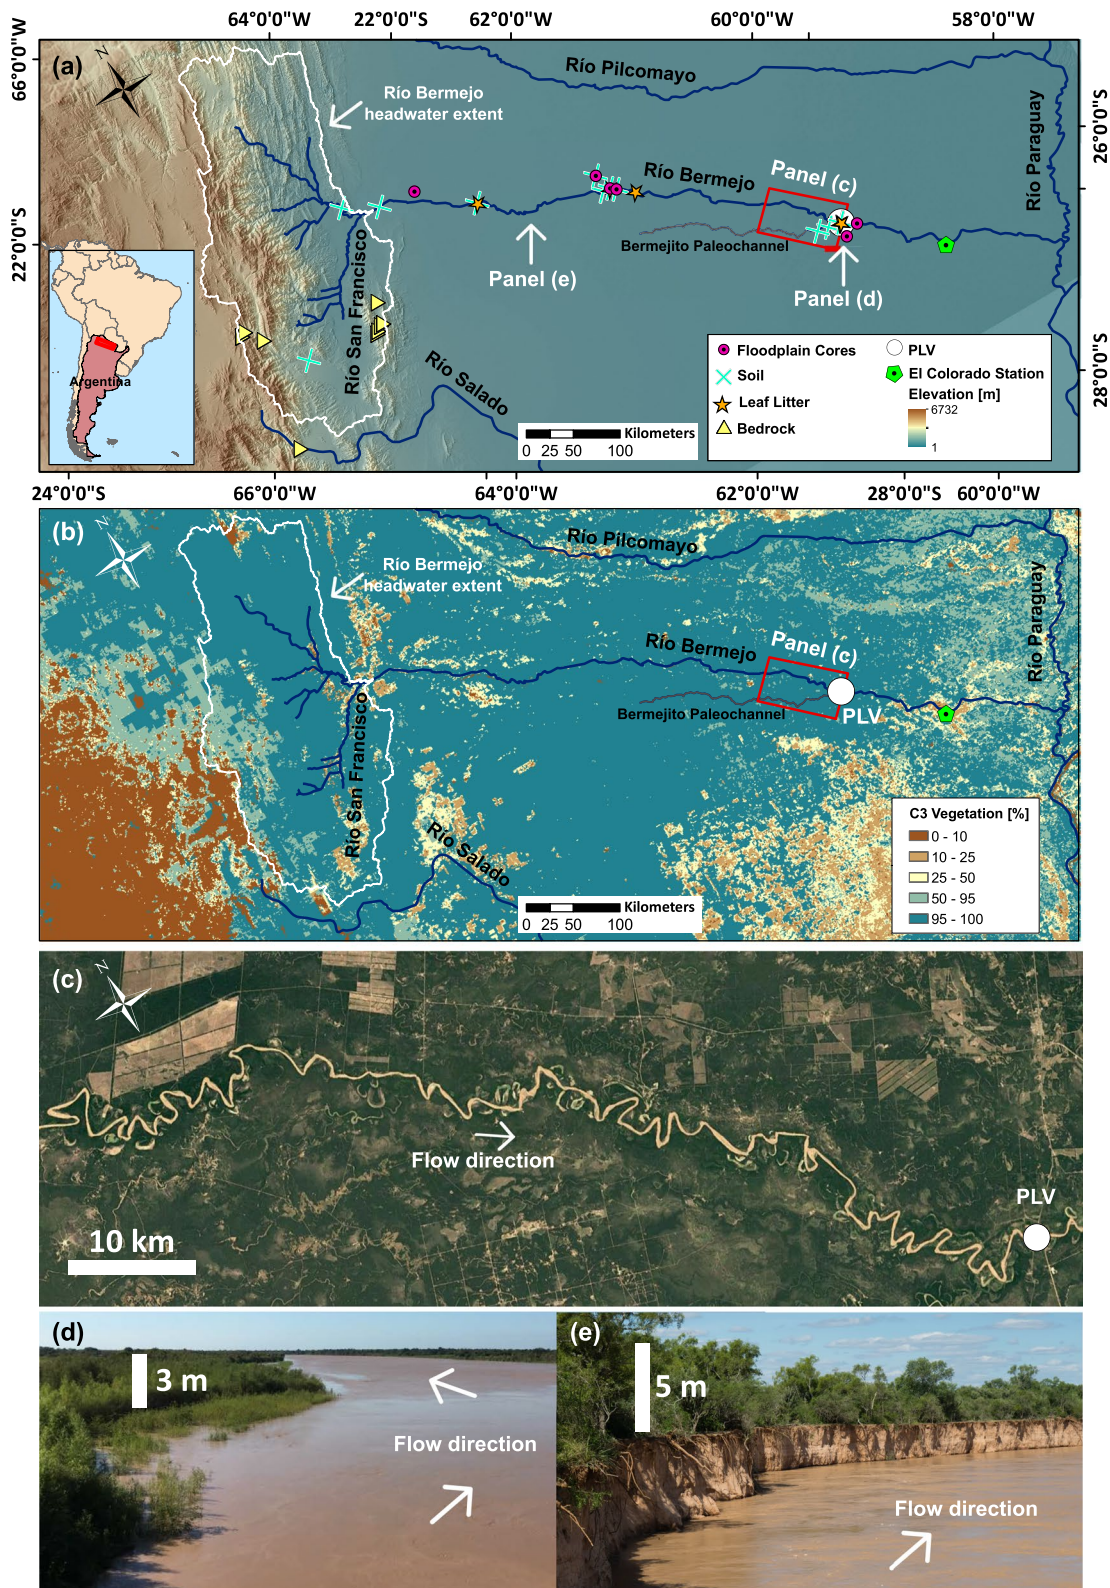 64°0'0"W
22°0'0"S
62°0'0"W
60°0'0"W
58°0'0"W
66°0'0"W
22°0'0"S
26°0'0"S
28°0'0"S
(a)
N
Río Bermejo
headwater extent
Río Pilcomayo
Río Paraguay
Río Bermejo
Panel (c)
Bermejito Paleochannel
Panel (e)
Panel (d)
Río San Francisco
Río Salado
Argentina
Floodplain Cores
Soil
Leaf Litter
Bedrock
PLV
El Colorado Station
Elevation [m]
6732
1
Kilometers
0 25 50 100
24°0'0"S
66°0'0"W
64°0'0"W
62°0'0"W
28°0'0"S
60°0'0"W
(b)
N
Río Bermejo
headwater extent
Río Pilcomayo
Río Paraguay
Río Bermejo
Panel (c)
Bermejito Paleochannel
PLV
Río San Francisco
Río Salado
C3 Vegetation [%]
0 - 10
10 - 25
25 - 50
50 - 95
95 - 100
Kilometers
0 25 50 100
(c)
N
Flow direction
PLV
10 km
(d)
3 m
Flow direction
(e)
5 m
Flow direction